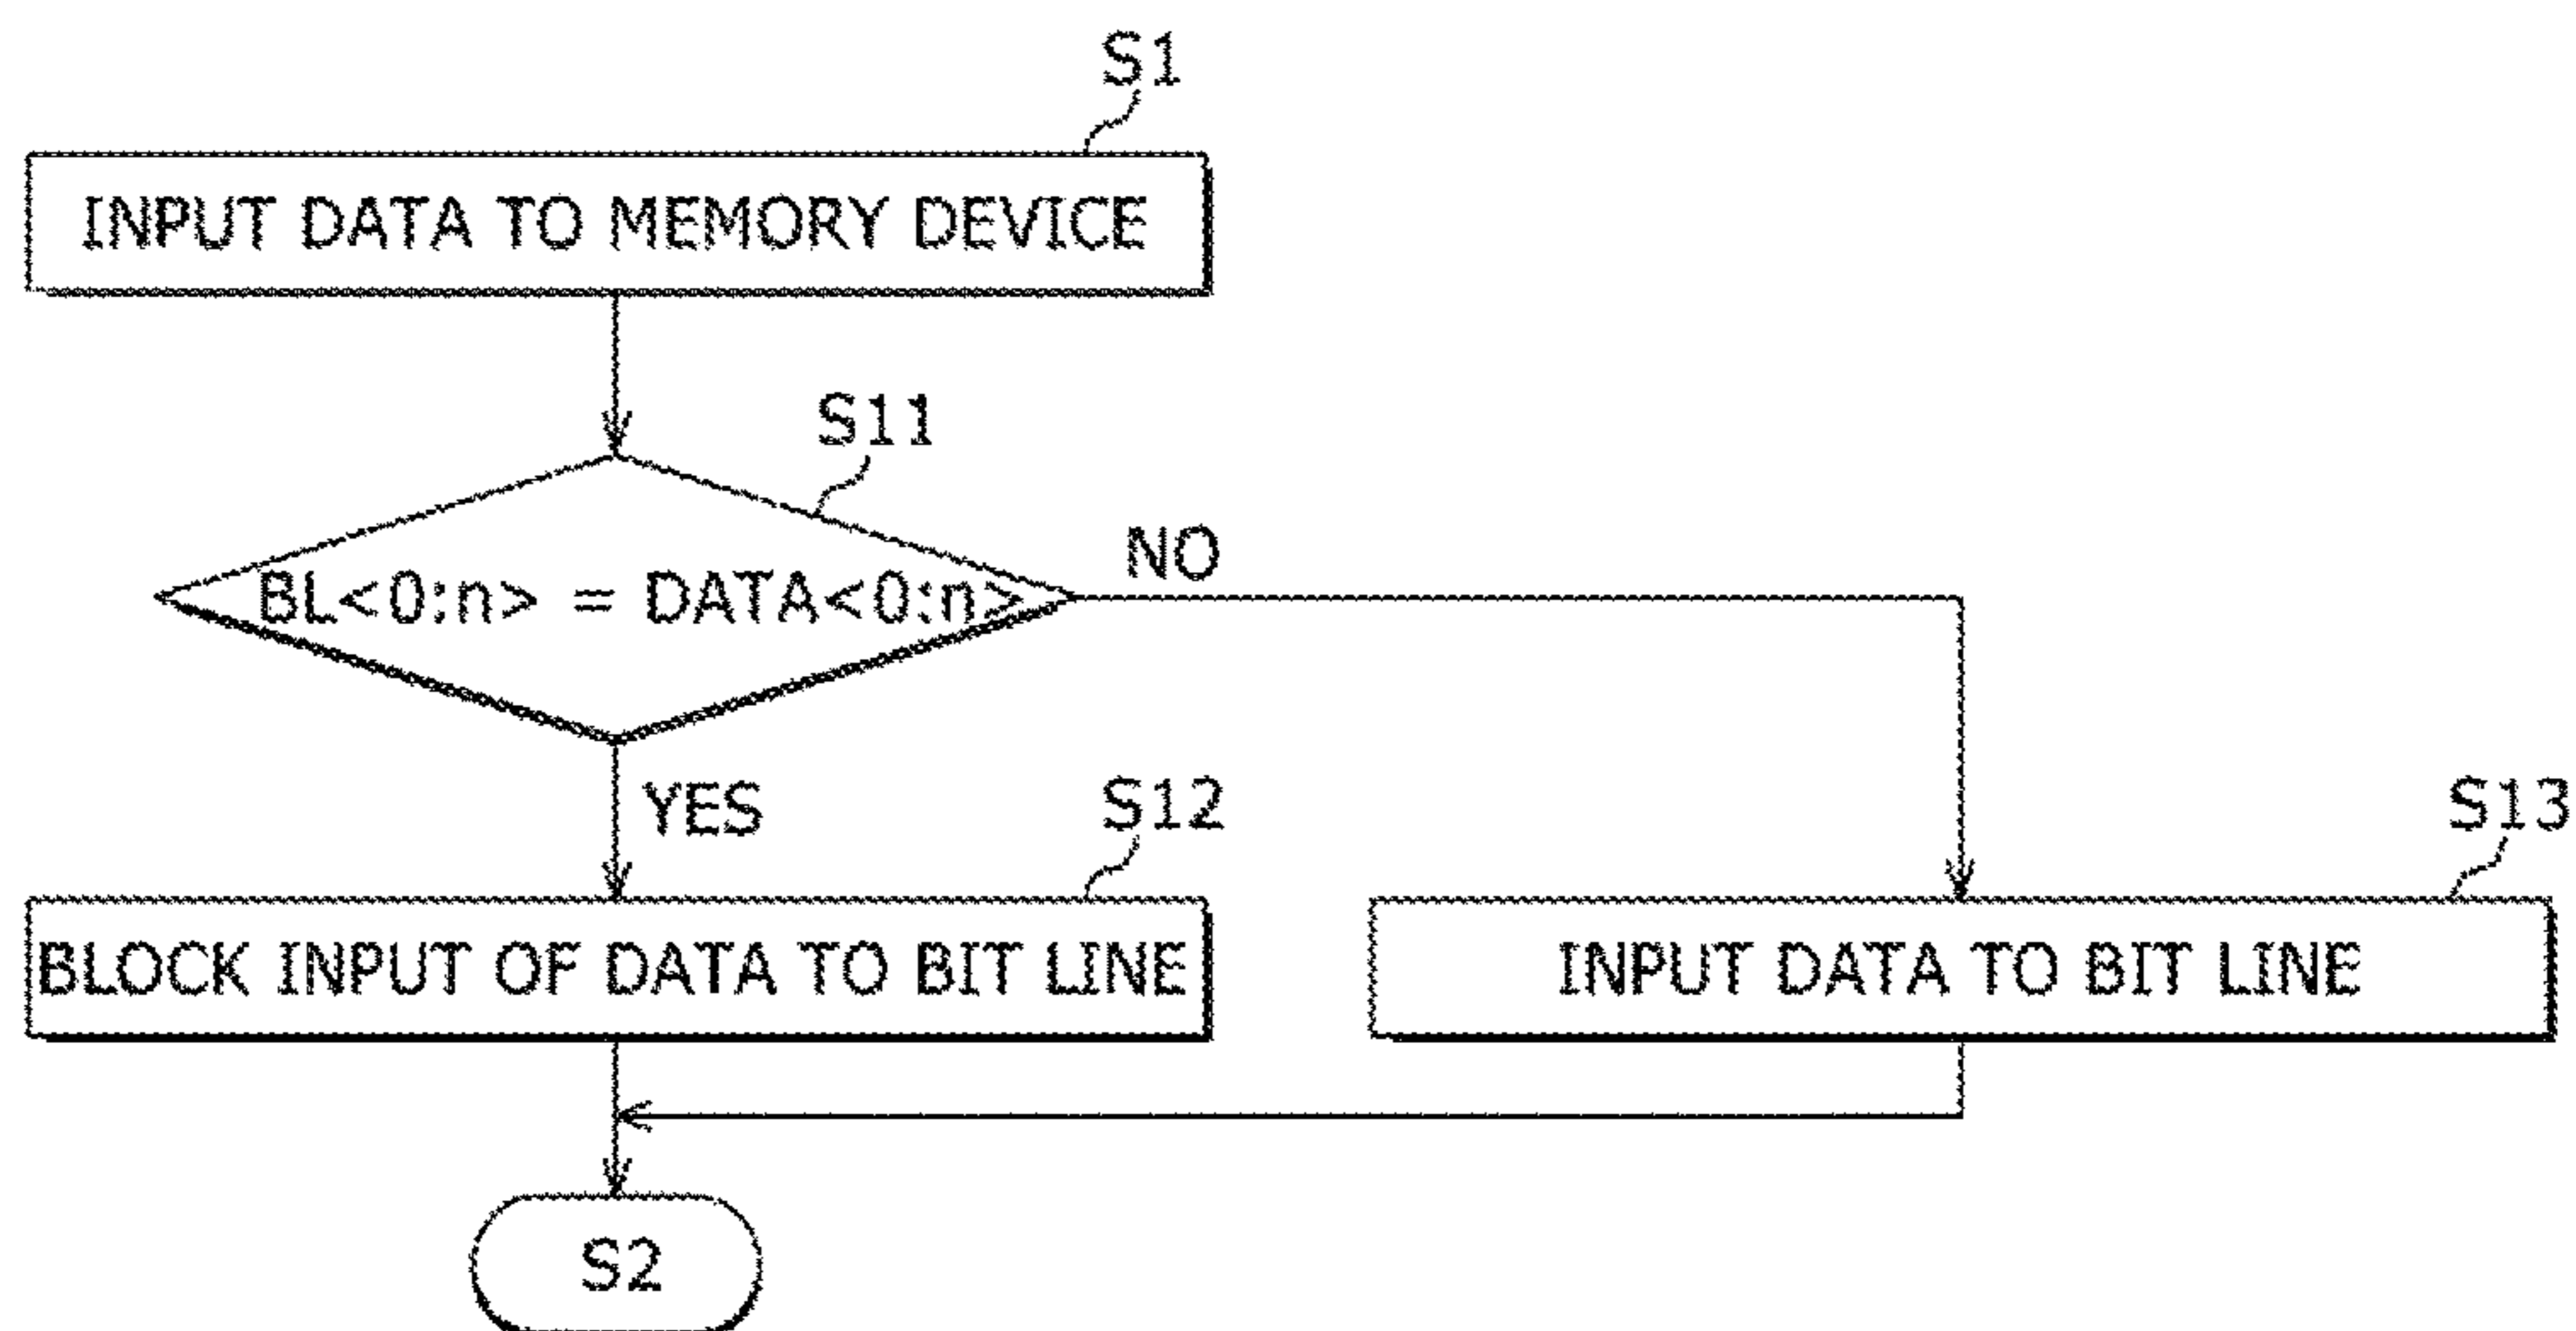 S1
INPUT DATA TO MEMORY DEVICE
S11
BL<0:n> = DATA<0:n>
NO
YES
S12
S13
BLOCK INPUT OF DATA TO BIT LINE
INPUT DATA TO BIT LINE
S2